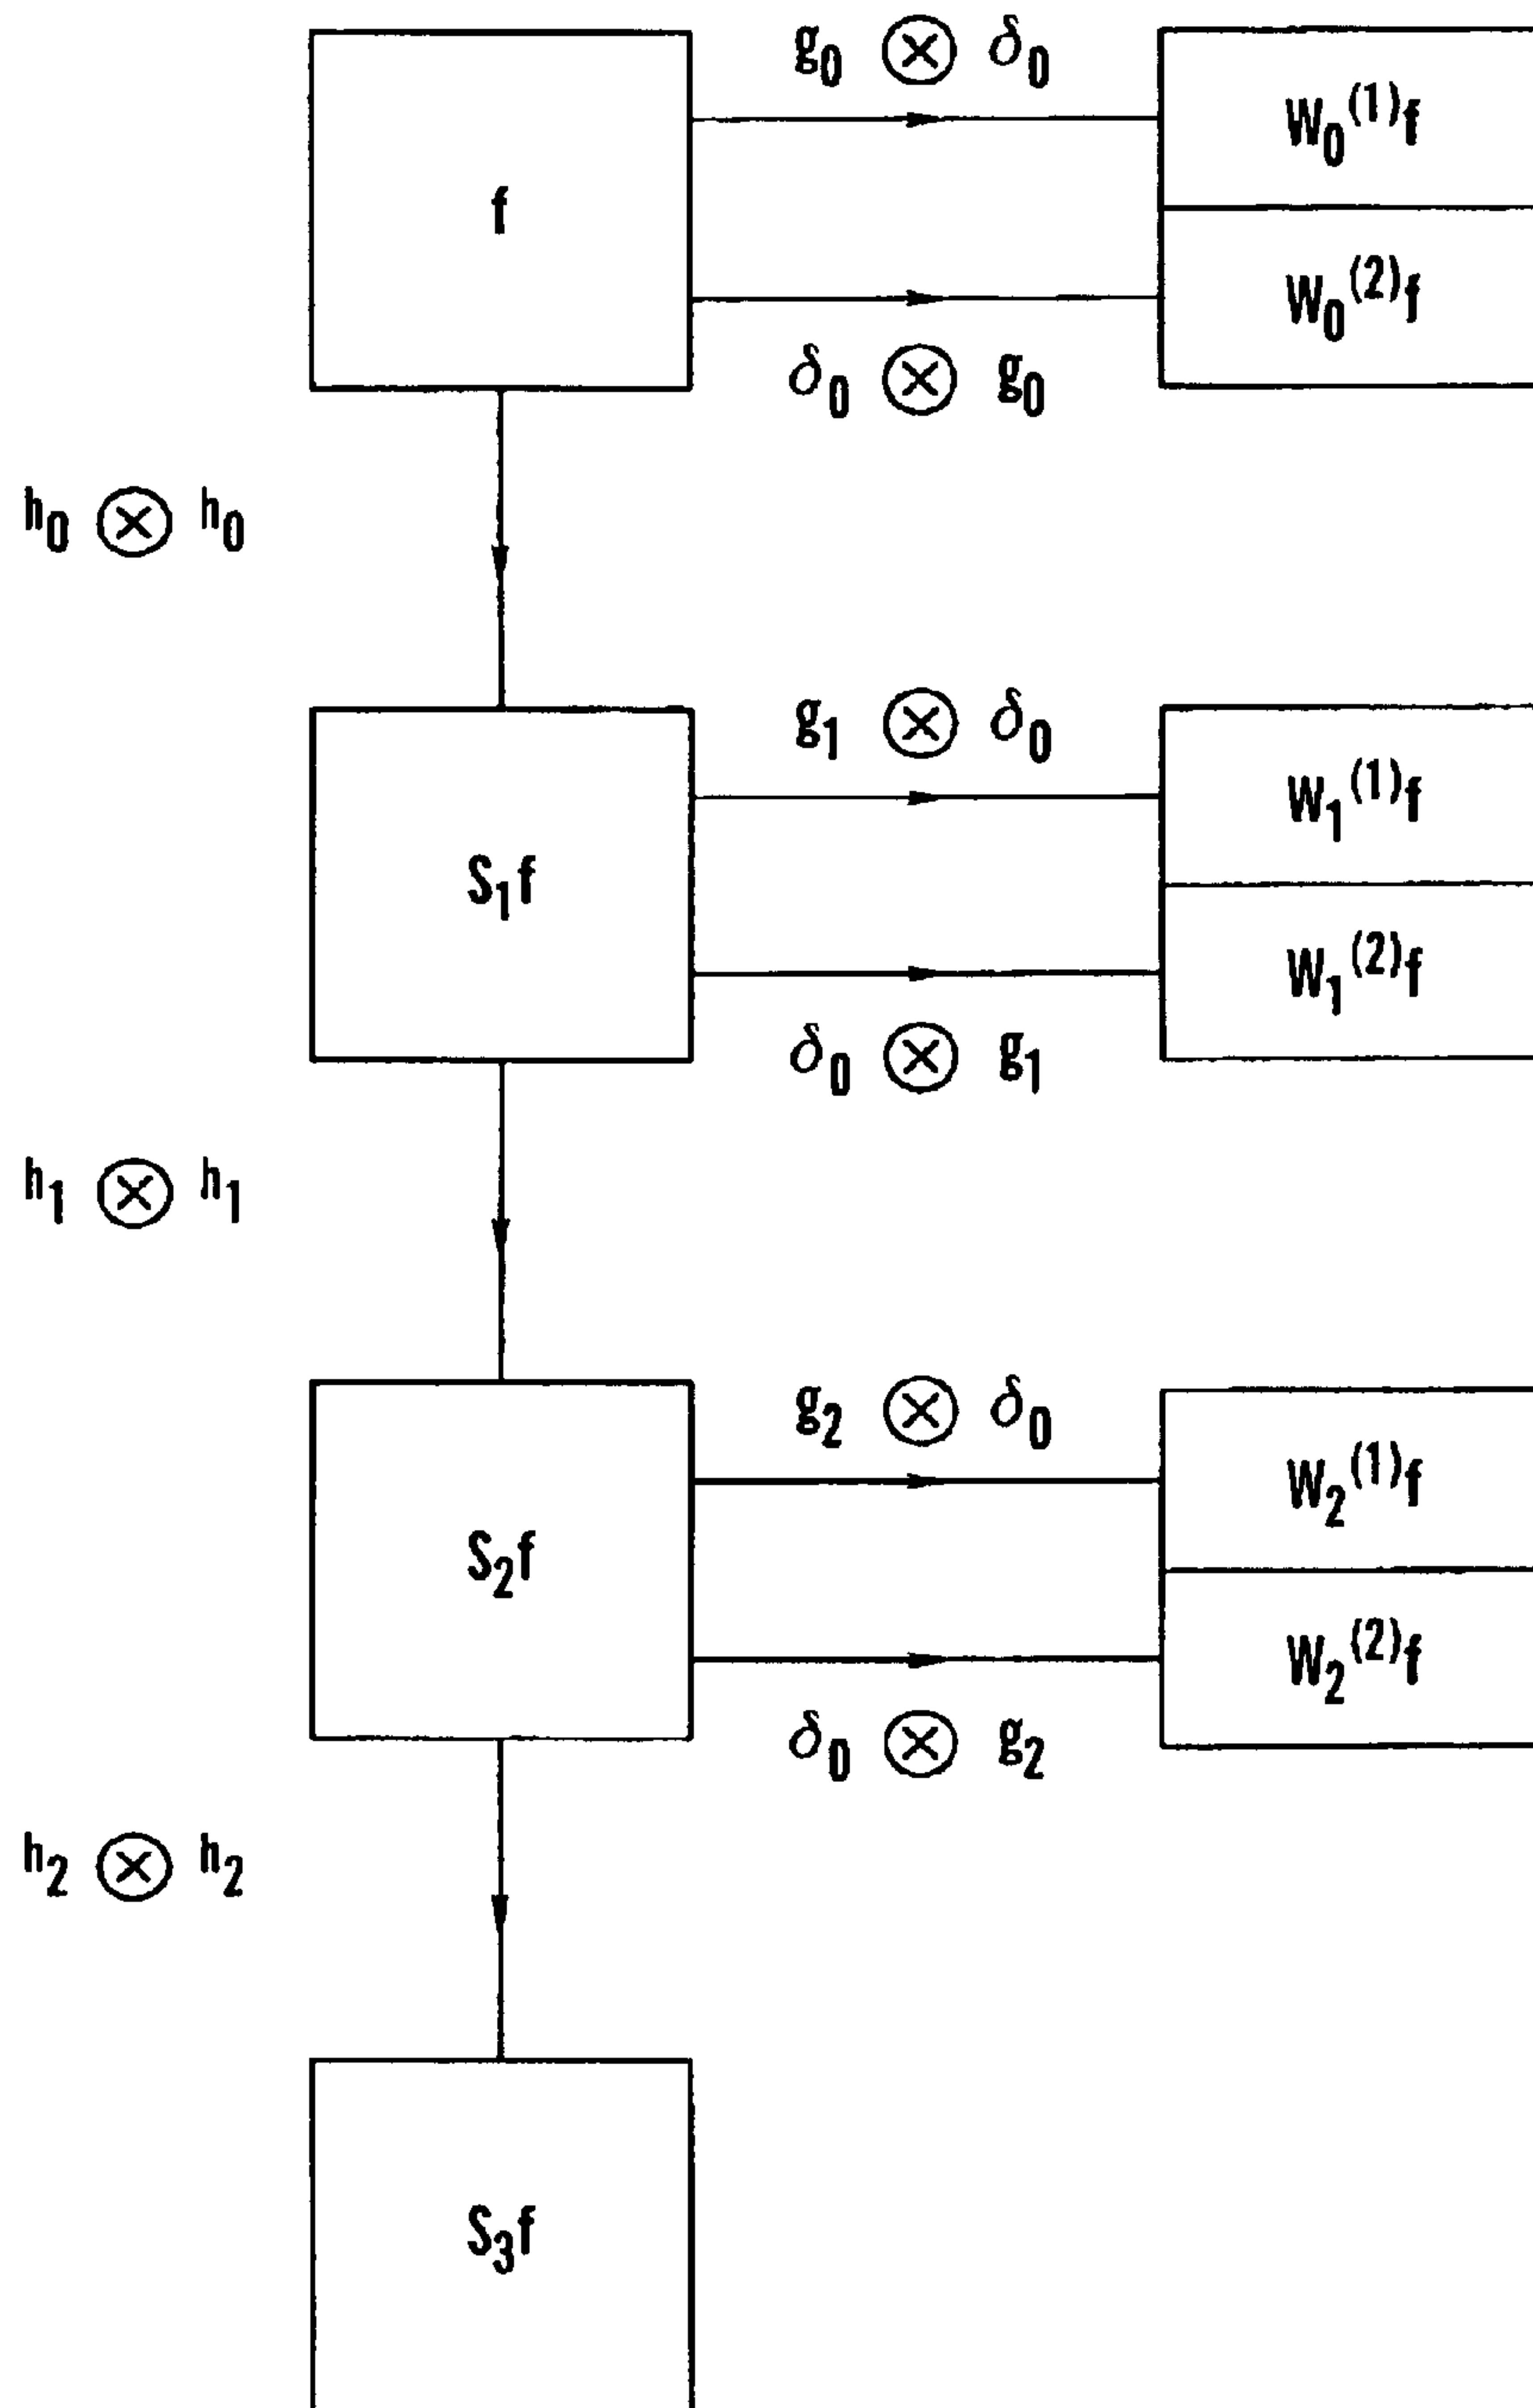 g₀ ⊗ δ₀
W₀⁽¹⁾f
f
W₀⁽²⁾f
δ₀ ⊗ g₀
h₀ ⊗ h₀
g₁ ⊗ δ₀
W₁⁽¹⁾f
S₁f
W₁⁽²⁾f
δ₀ ⊗ g₁
h₁ ⊗ h₁
g₂ ⊗ δ₀
W₂⁽¹⁾f
S₂f
W₂⁽²⁾f
δ₀ ⊗ g₂
h₂ ⊗ h₂
S₃f